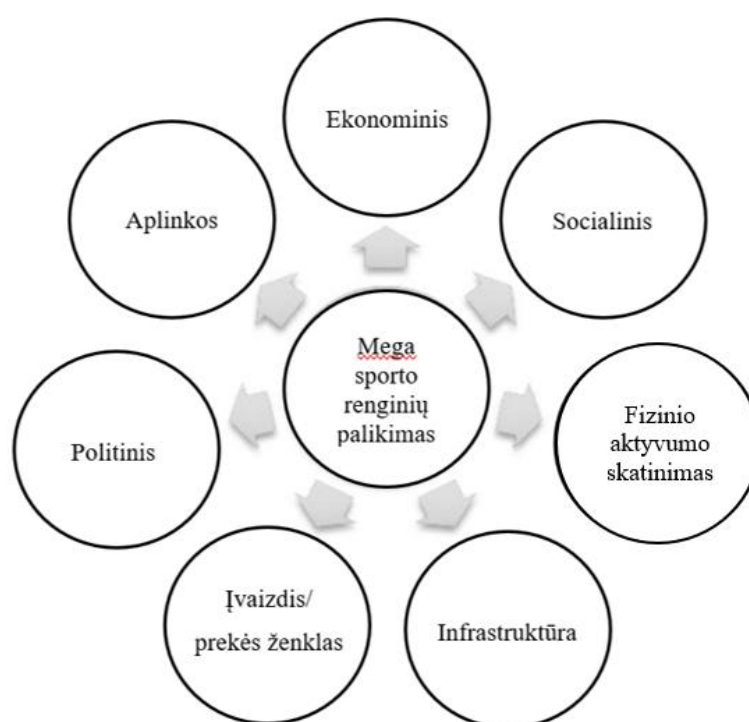 Ekonominis
Aplinkos
Socialinis
Mega
sporto
renginių
palikimas
Politinis
Fizinio
aktyvumo
skatinimas
Įvaizdis/
prekės ženklas
Infrastruktūra